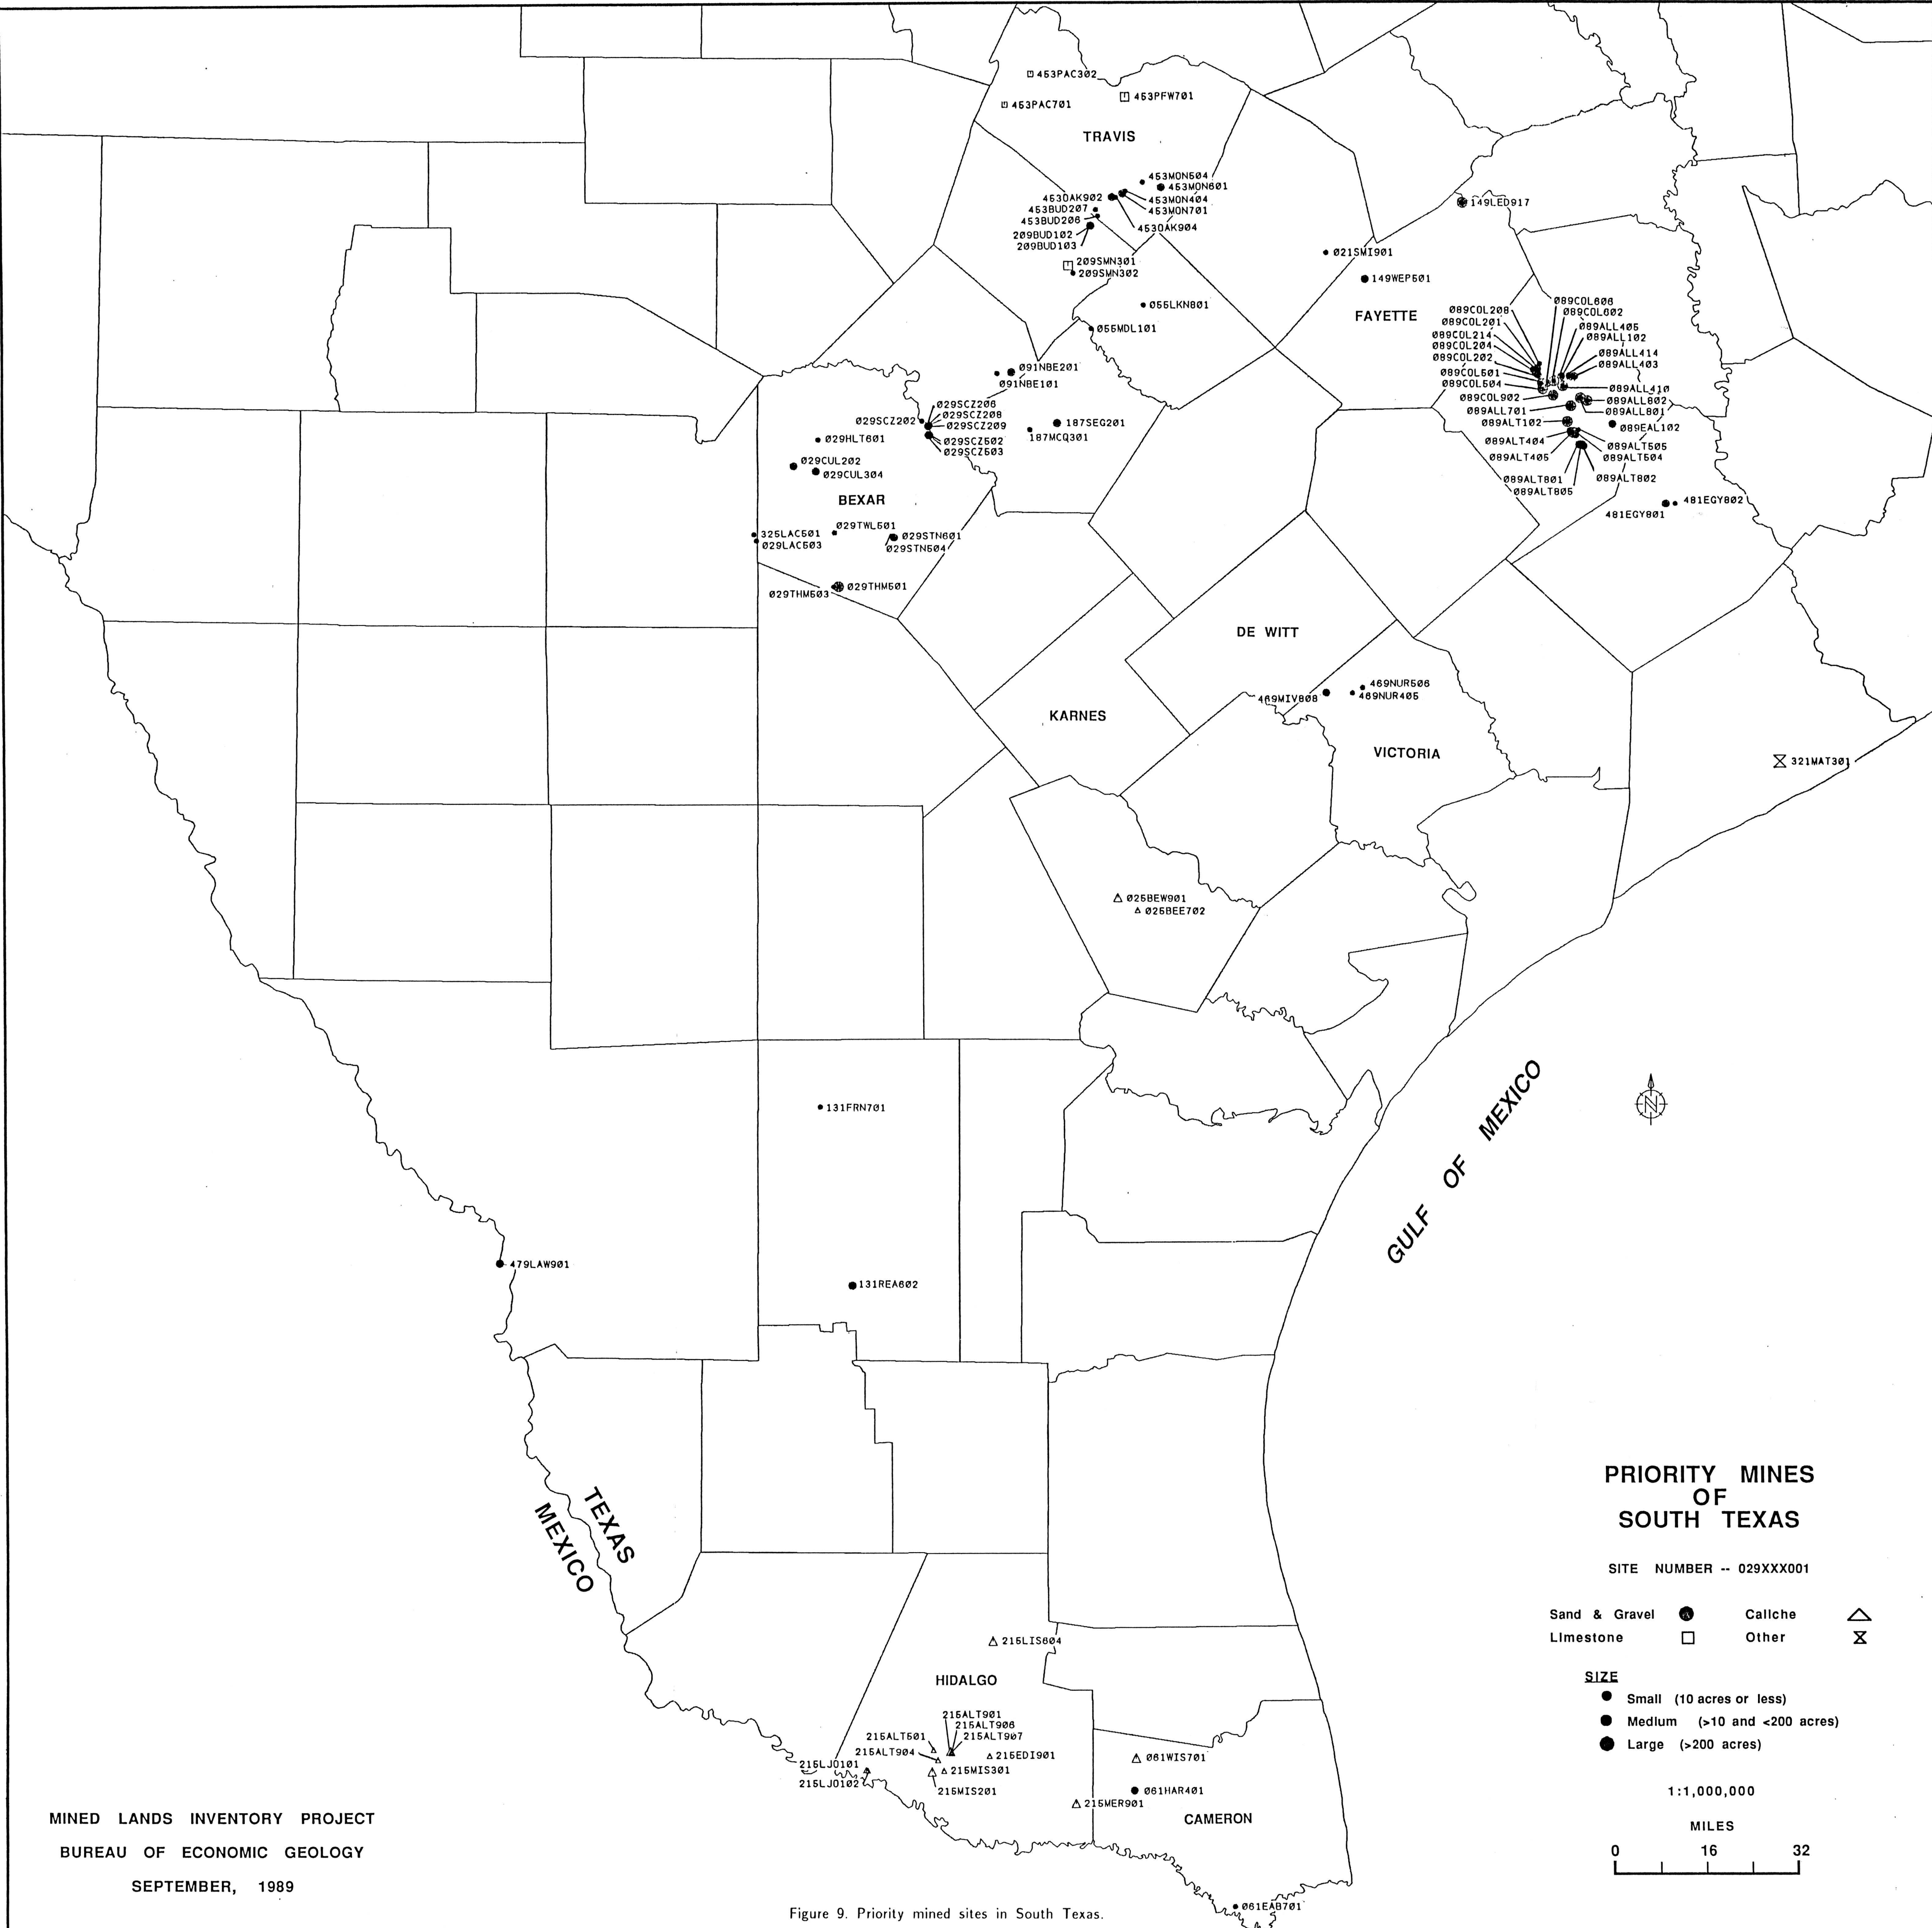 453PAC302
453PAC701
453PFW701
TRAVIS
453MON504
453MON601
453OAK902
453MON404
453BUD207
453MON701
453BUD206
453OAK904
209BUD102
209BUD103
209SMN301
209SMN302
149LED917
021SMI901
149WEP501
055LKN801
FAYETTE
055MDL101
089COL606
089COL208
089COL602
089COL201
089ALL405
089COL214
089ALL102
089COL204
089ALL414
089COL202
089ALL403
089COL501
089COL504
089ALL410
089COL902
089ALL802
089ALL701
089ALL801
089ALT102
089EAL102
089ALT404
089ALT505
089ALT405
089ALT504
089ALT801
089ALT802
089ALT805
481EGY802
481EGY801
091NBE201
091NBE101
029SCZ206
029SCZ208
029SCZ202
029SCZ209
029SCZ502
029SCZ503
187SEG201
187MCQ301
029HLT601
029CUL202
029CUL304
BEXAR
029TWL501
325LAC501
029LAC503
029STN601
029STN504
029THM501
029THM503
DE WITT
469NUR506
469MIV808
469NUR405
KARNES
VICTORIA
321MAT301
025BEW901
025BEE702
131FRN701
GULF OF MEXICO
N
479LAW901
131REA602
TEXAS
MEXICO
PRIORITY MINES
OF
SOUTH TEXAS
SITE NUMBER -- 029XXX001
Sand & Gravel Caliche
Limestone Other
SIZE
Small (10 acres or less)
Medium (>10 and <200 acres)
Large (>200 acres)
1:1,000,000
MILES
0 16 32
215LIS604
HIDALGO
215ALT901
215ALT906
215ALT501
215ALT907
215ALT904
215EDI901
215LJO101
215MIS301
215LJO102
215MIS201
061WIS701
061HAR401
215MER901
CAMERON
061EAB701
MINED LANDS INVENTORY PROJECT
BUREAU OF ECONOMIC GEOLOGY
SEPTEMBER, 1989
Figure 9. Priority mined sites in South Texas.